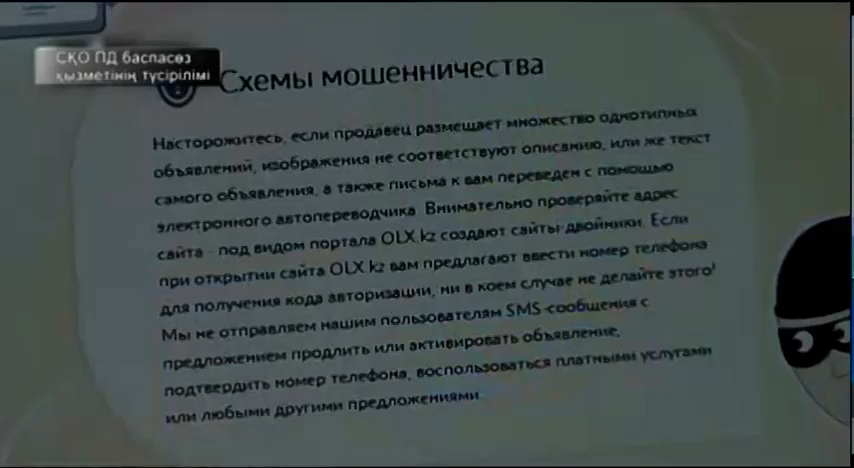 СҚО ПД баспасөз
қызметінің түсірілімі
Схемы мошенничества
Насторожитесь, если продавец размещает множество однотипных
объявлений, изображения не соответствуют описанию, или же текст
самого объявления, а также письма к вам переведен с помощью
электронного автопереводчика. Внимательно проверяйте адрес
сайта - под видом портала OLX.kz создают сайты-двойники. Если
при открытии сайта OLX.kz вам предлагают ввести номер телефона
для получения кода авторизации, ни в коем случае не делайте этого!
Мы не отправляем нашим пользователям SMS-сообщения с
предложением продлить или активировать объявление,
подтвердить номер телефона, воспользоваться платными услугами
или любыми другими предложениями.